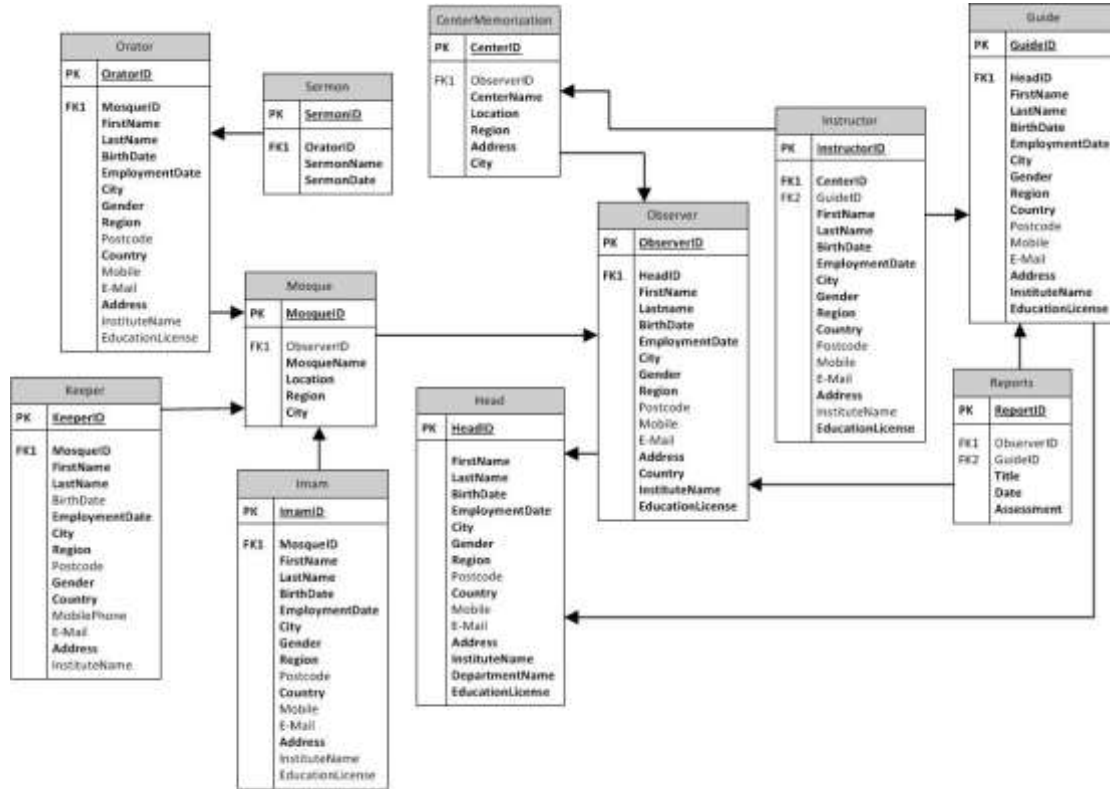 Orator
PK OratorID
FK1 MosqueID
FirstName
LastName
BirthDate
EmploymentDate
City
Gender
Region
Postcode
Country
Mobile
E-Mail
Address
InstituteName
EducationLicense
Sermon
PK SermonID
FK1 OratorID
SermonName
SermonDate
CenterMemorization
PK CenterID
FK1 ObserverID
CenterName
Location
Region
Address
City
Guide
PK GuideID
FK1 HeadID
FirstName
LastName
BirthDate
EmploymentDate
City
Gender
Region
Country
Postcode
Mobile
E-Mail
Address
InstituteName
EducationLicense
Instructor
PK InstructorID
FK1 CenterID
FK2 GuideID
FirstName
LastName
BirthDate
EmploymentDate
City
Gender
Region
Country
Postcode
Mobile
E-Mail
Address
InstituteName
EducationLicense
Observer
PK ObserverID
FK1 HeadID
FirstName
Lastname
BirthDate
EmploymentDate
City
Gender
Region
Postcode
Mobile
E-Mail
Address
Country
InstituteName
EducationLicense
Mosque
PK MosqueID
FK1 ObserverID
MosqueName
Location
Region
City
Keeper
PK KeeperID
FK1 MosqueID
FirstName
LastName
BirthDate
EmploymentDate
City
Region
Postcode
Gender
Country
MobilePhone
E-Mail
Address
InstituteName
Imam
PK ImamID
FK1 MosqueID
FirstName
LastName
BirthDate
EmploymentDate
City
Gender
Region
Postcode
Country
Mobile
E-Mail
Address
InstituteName
EducationLicense
Head
PK HeadID
FirstName
LastName
BirthDate
EmploymentDate
City
Gender
Region
Postcode
Country
Mobile
E-Mail
Address
InstituteName
DepartmentName
EducationLicense
Reports
PK ReportID
FK1 ObserverID
FK2 GuideID
Title
Date
Assessment